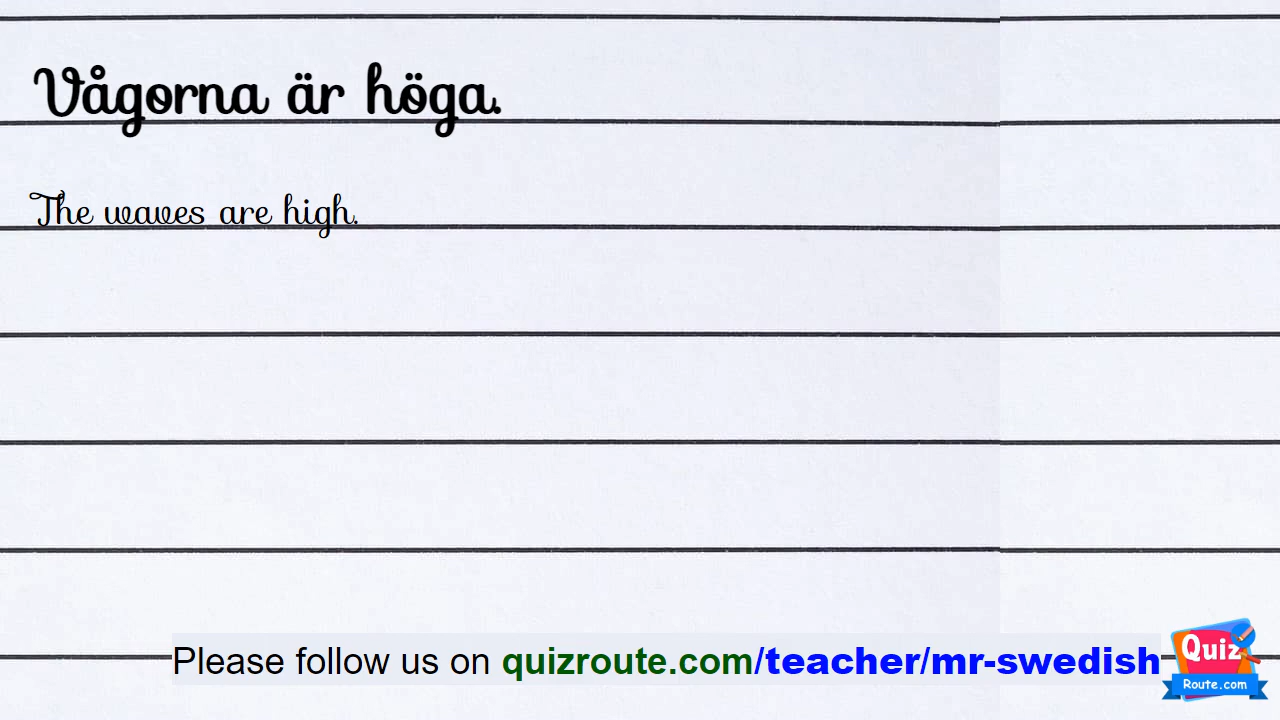 Vågorna är höga.
The waves are high.
Please follow us on quizroute.com/teacher/mr-swedish
Quiz
Route.com